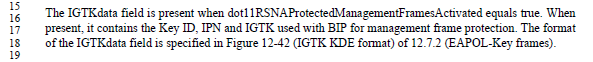 15
16 The IGTKdata field is present when dot11RSNAProtectedManagementFramesActivated equals true. When
17 present, it contains the Key ID, IPN and IGTK used with BIP for management frame protection. The format
18 of the IGTKdata field is specified in Figure 12-42 (IGTK KDE format) of 12.7.2 (EAPOL-Key frames).
19